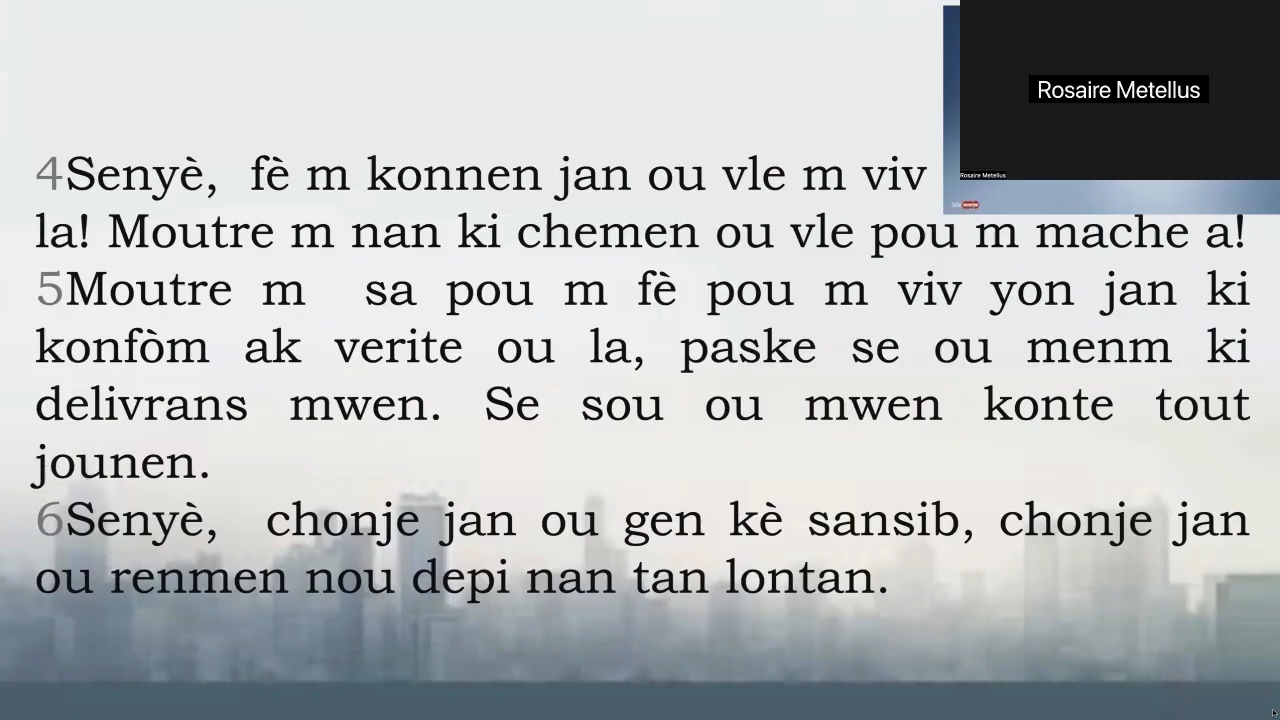 Rosaire Metellus
Rosaire Metellus
4Senyè, fè m konnen jan ou vle m viv
la! Moutre m nan ki chemen ou vle pou m mache a!
5Moutre m sa pou m fè pou m viv yon jan ki
konfòm ak verite ou la, paske se ou menm ki
delivrans mwen. Se sou ou mwen konte tout
jounen.
6Senyè, chonje jan ou gen kè sansib, chonje jan
ou renmen nou depi nan tan lontan.